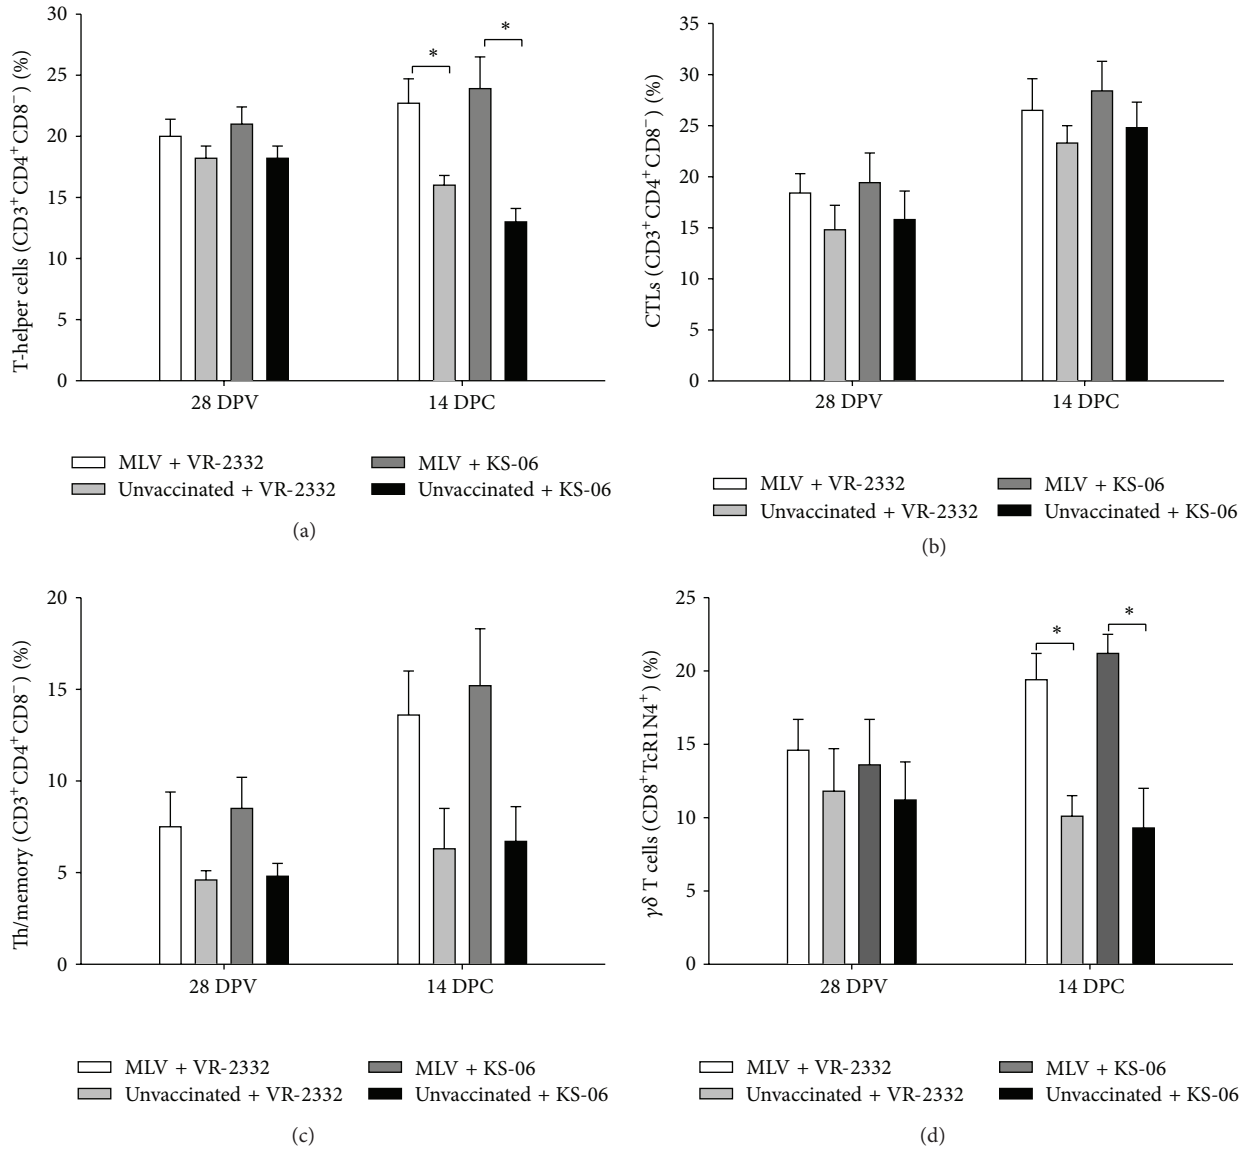 T-helper cells (CD3⁺CD4⁺CD8⁻) (%)
30
25
20
15
10
5
0
*
*
28 DPV
14 DPC
MLV + VR-2332
MLV + KS-06
Unvaccinated + VR-2332
Unvaccinated + KS-06
(a)
CTLs (CD3⁺CD4⁺CD8⁻) (%)
35
30
25
20
15
10
5
0
28 DPV
14 DPC
MLV + VR-2332
MLV + KS-06
Unvaccinated + VR-2332
Unvaccinated + KS-06
(b)
Th/memory (CD3⁺CD4⁺CD8⁻) (%)
20
15
10
5
0
28 DPV
14 DPC
MLV + VR-2332
MLV + KS-06
Unvaccinated + VR-2332
Unvaccinated + KS-06
(c)
γδ T cells (CD8⁺TcR1N4⁺) (%)
25
20
15
10
5
0
*
*
28 DPV
14 DPC
MLV + VR-2332
MLV + KS-06
Unvaccinated + VR-2332
Unvaccinated + KS-06
(d)